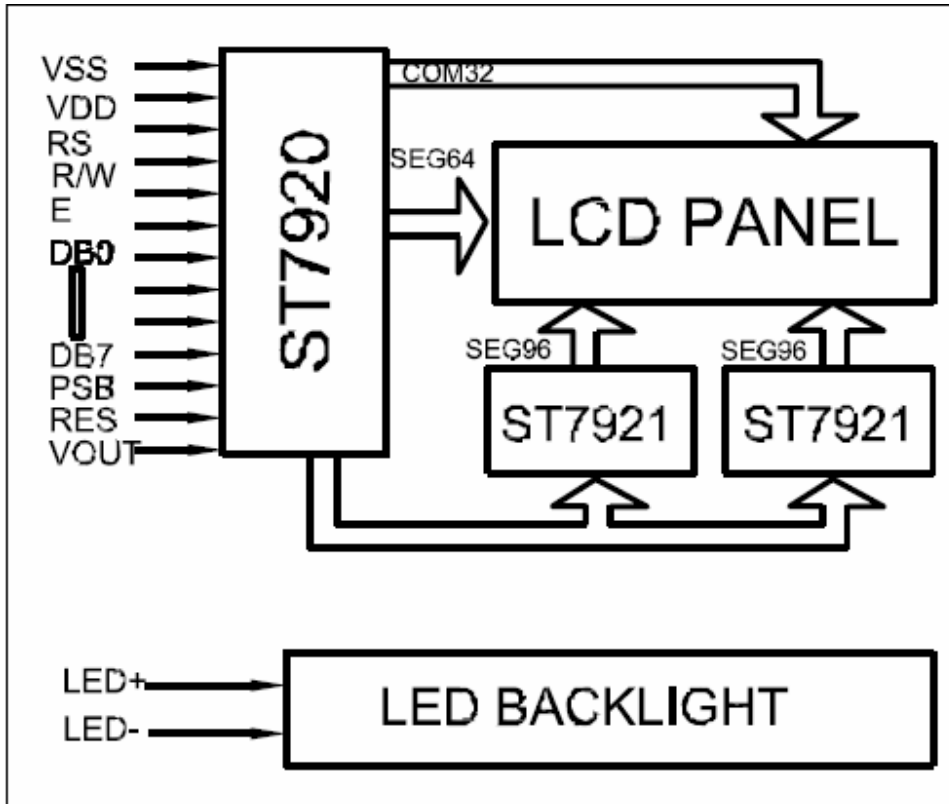 VSS
VDD
RS
R/W
E
DB0
DB7
PSB
RES
VOUT
ST7920
COM32
SEG64
LCD PANEL
SEG96
SEG96
ST7921
ST7921
LED+
LED-
LED BACKLIGHT